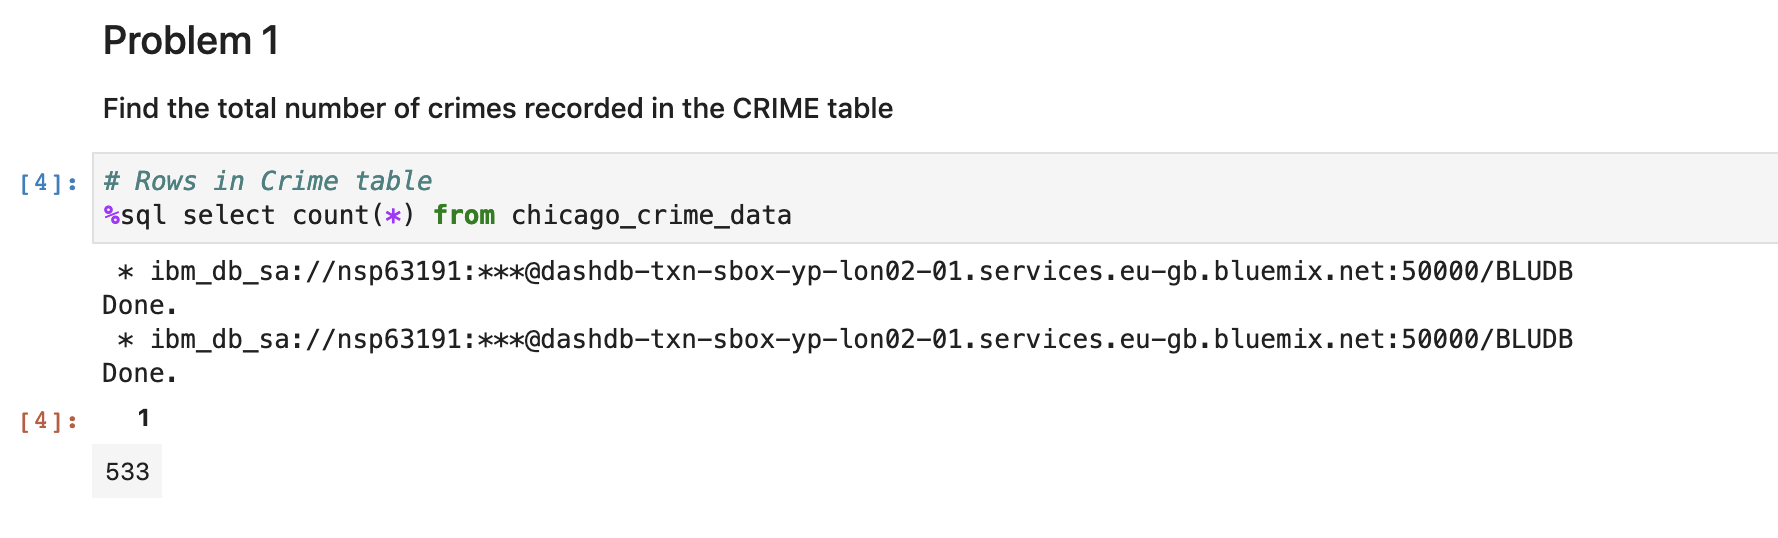 Problem 1
Find the total number of crimes recorded in the CRIME table
[4]: # Rows in Crime table
%sql select count(*) from chicago_crime_data
* ibm_db_sa://nsp63191:***@dashdb-txn-sbox-yp-lon02-01.services.eu-gb.bluemix.net:50000/BLUDB
Done.
* ibm_db_sa://nsp63191:***@dashdb-txn-sbox-yp-lon02-01.services.eu-gb.bluemix.net:50000/BLUDB
Done.
[4]: 1
533